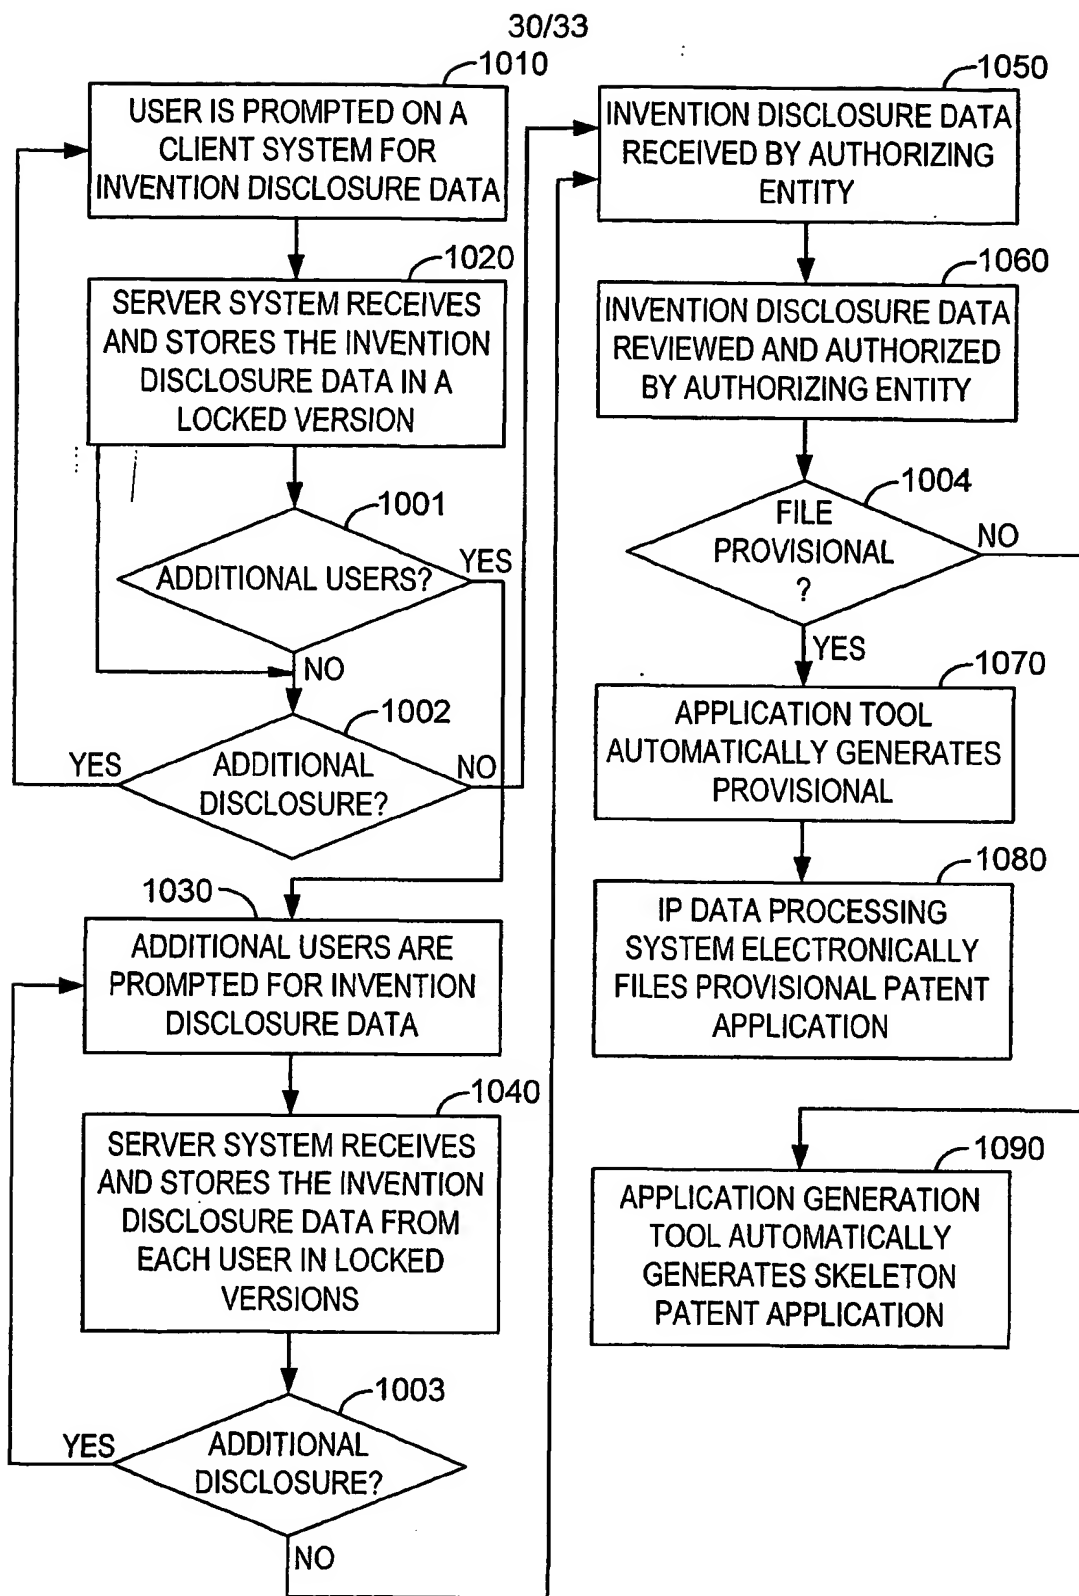 30/33
1010
USER IS PROMPTED ON A
CLIENT SYSTEM FOR
INVENTION DISCLOSURE DATA
1020
SERVER SYSTEM RECEIVES
AND STORES THE INVENTION
DISCLOSURE DATA IN A
LOCKED VERSION
1001
ADDITIONAL USERS?
YES
NO
1002
ADDITIONAL
DISCLOSURE?
YES
NO
1030
ADDITIONAL USERS ARE
PROMPTED FOR INVENTION
DISCLOSURE DATA
1040
SERVER SYSTEM RECEIVES
AND STORES THE INVENTION
DISCLOSURE DATA FROM
EACH USER IN LOCKED
VERSIONS
1003
ADDITIONAL
DISCLOSURE?
YES
NO
1050
INVENTION DISCLOSURE DATA
RECEIVED BY AUTHORIZING
ENTITY
1060
INVENTION DISCLOSURE DATA
REVIEWED AND AUTHORIZED
BY AUTHORIZING ENTITY
1004
FILE
PROVISIONAL
?
NO
YES
1070
APPLICATION TOOL
AUTOMATICALLY GENERATES
PROVISIONAL
1080
IP DATA PROCESSING
SYSTEM ELECTRONICALLY
FILES PROVISIONAL PATENT
APPLICATION
1090
APPLICATION GENERATION
TOOL AUTOMATICALLY
GENERATES SKELETON
PATENT APPLICATION